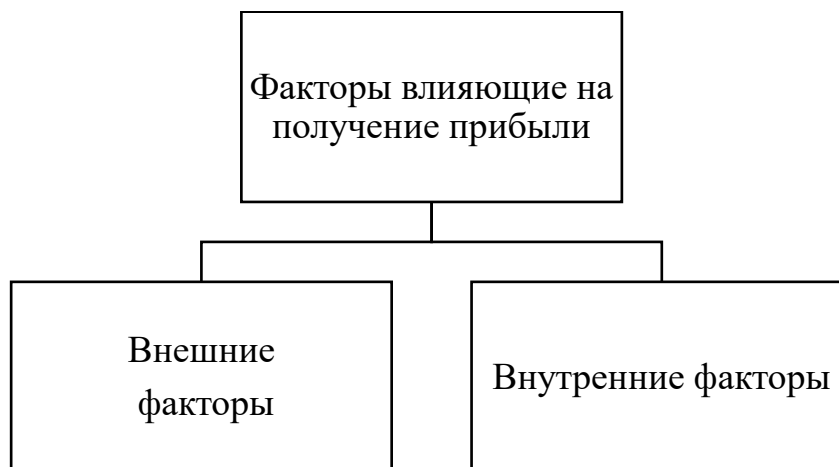 Факторы влияющие на
получение прибыли
Внешние
факторы
Внутренние факторы